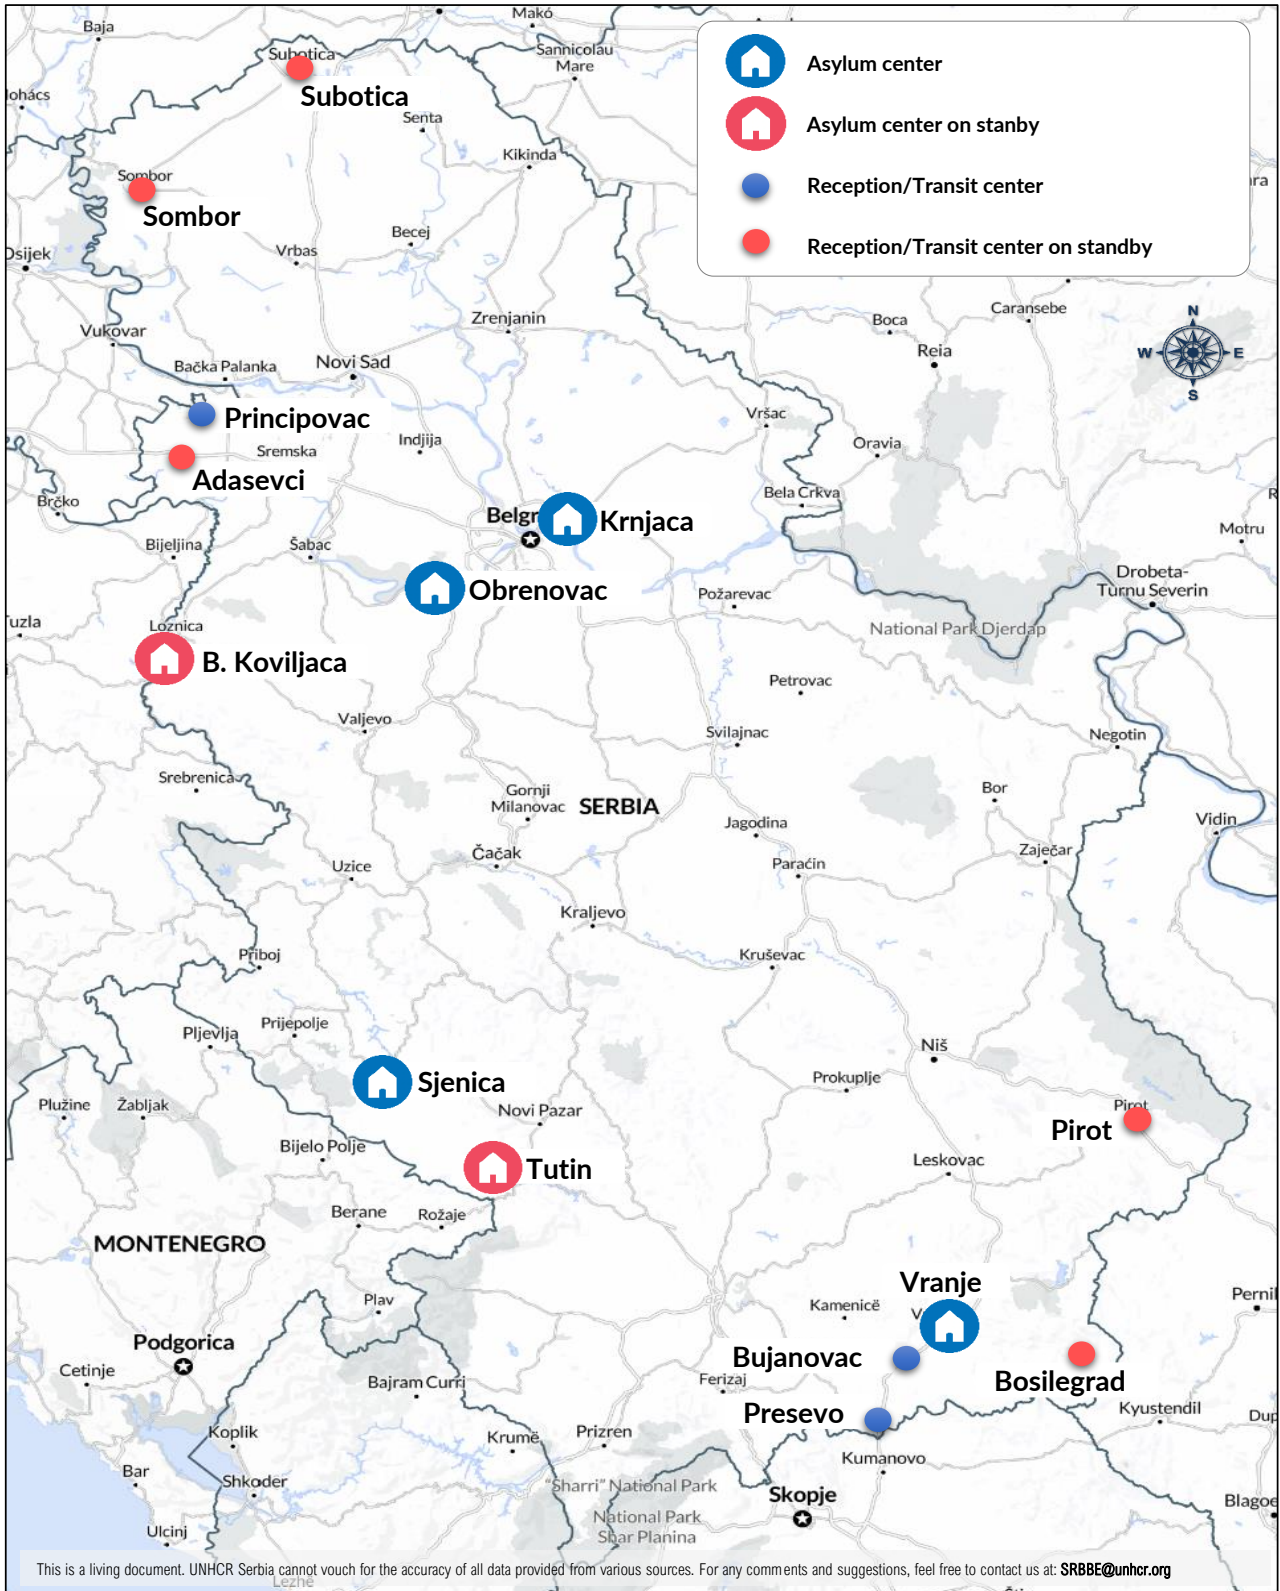 Baja
Makó
Sannicolau
Mare
Asylum center
Asylum center on stanby
Reception/Transit center
Reception/Transit center on standby
Subotica
Subotica
Senta
Kikinda
Sombor
Sombor
Becej
Vrbas
Vukovar
Zrenjanin
Boca
Caransebe
Reia
N
W
E
S
Bačka Palanka
Novi Sad
Principovac
Vršac
Sremska
Indjija
Oravia
Adasevci
Brčko
Bela Crkva
Krnjaca
Motru
Bijeljina
Šabac
Obrenovac
Požarevac
Drobeta-
Turnu Severin
Loznica
National Park Djerdap
B. Koviljaca
Petrovac
Valjevo
Svilajnac
Negotin
Srebrenica
Gornji
Milanovac
SERBIA
Bor
Jagodina
Vidin
Čačak
Zaječar
Uzice
Paraćin
Kraljevo
Priboj
Kruševac
Prijepolje
Pljevlja
Niš
Sjenica
Prokuplje
Plužine
Žabljak
Novi Pazar
Pirot
Pirot
Bijelo Polje
Tutin
Leskovac
Berane
Rožaje
MONTENEGRO
Vranje
Plav
Kamenicë
Podgorica
Bujanovac
Cetinje
Bajram Curri
Ferizaj
Bosilegrad
Presevo
Kyustendil
Koplik
Krumë
Prizren
Kumanovo
Bar
Shkoder
"Sharri" National Park
Skopje
National Park
Shar Planina
Ulcinj
This is a living document. UNHCR Serbia cannot vouch for the accuracy of all data provided from various sources. For any comments and suggestions, feel free to contact us at: SRBBE@unhcr.org
Lezhë